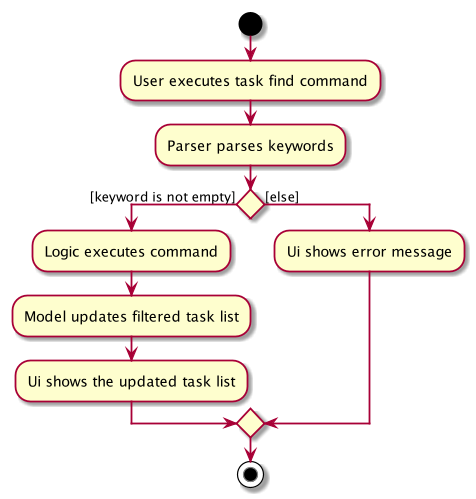 User executes task find command
Parser parses keywords
[keyword is not empty]
[else]
Logic executes command
Ui shows error message
Model updates filtered task list
Ui shows the updated task list